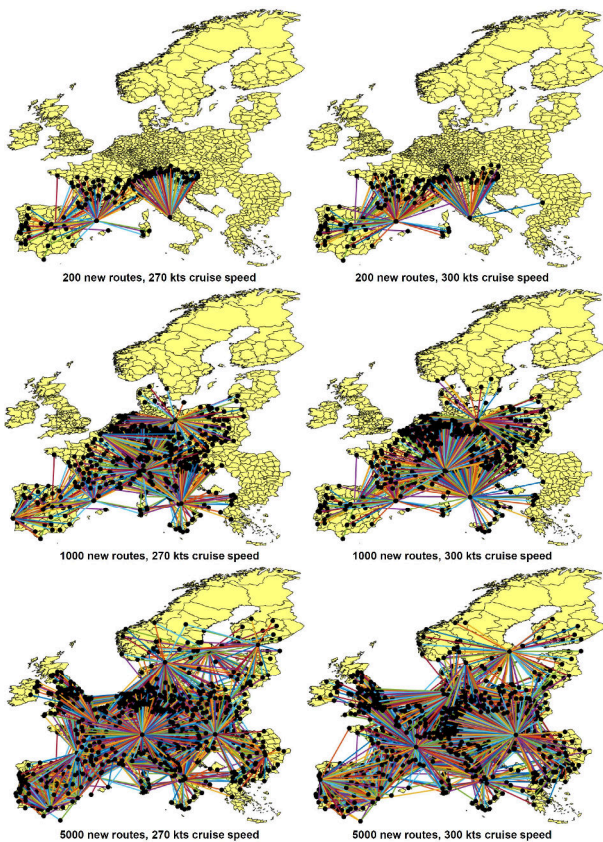 200 new routes, 270 kts cruise speed
200 new routes, 300 kts cruise speed
1000 new routes, 270 kts cruise speed
1000 new routes, 300 kts cruise speed
5000 new routes, 270 kts cruise speed
5000 new routes, 300 kts cruise speed